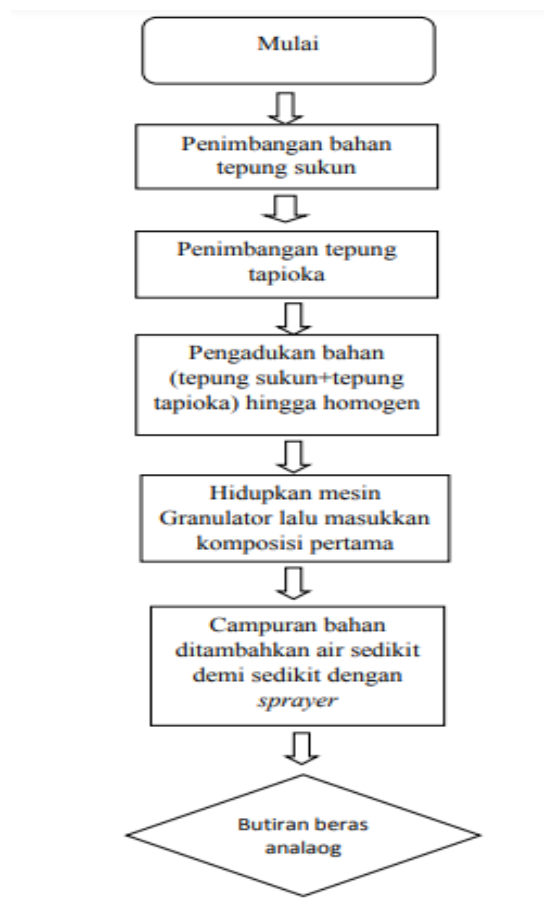 Mulai
Penimbangan bahan
tepung sukun
Penimbangan tepung
tapioka
Pengadukan bahan
(tepung sukun+tepung
tapioka) hingga homogen
Hidupkan mesin
Granulator lalu masukkan
komposisi pertama
Campuran bahan
ditambahkan air sedikit
demi sedikit dengan
sprayer
Butiran beras
analaog